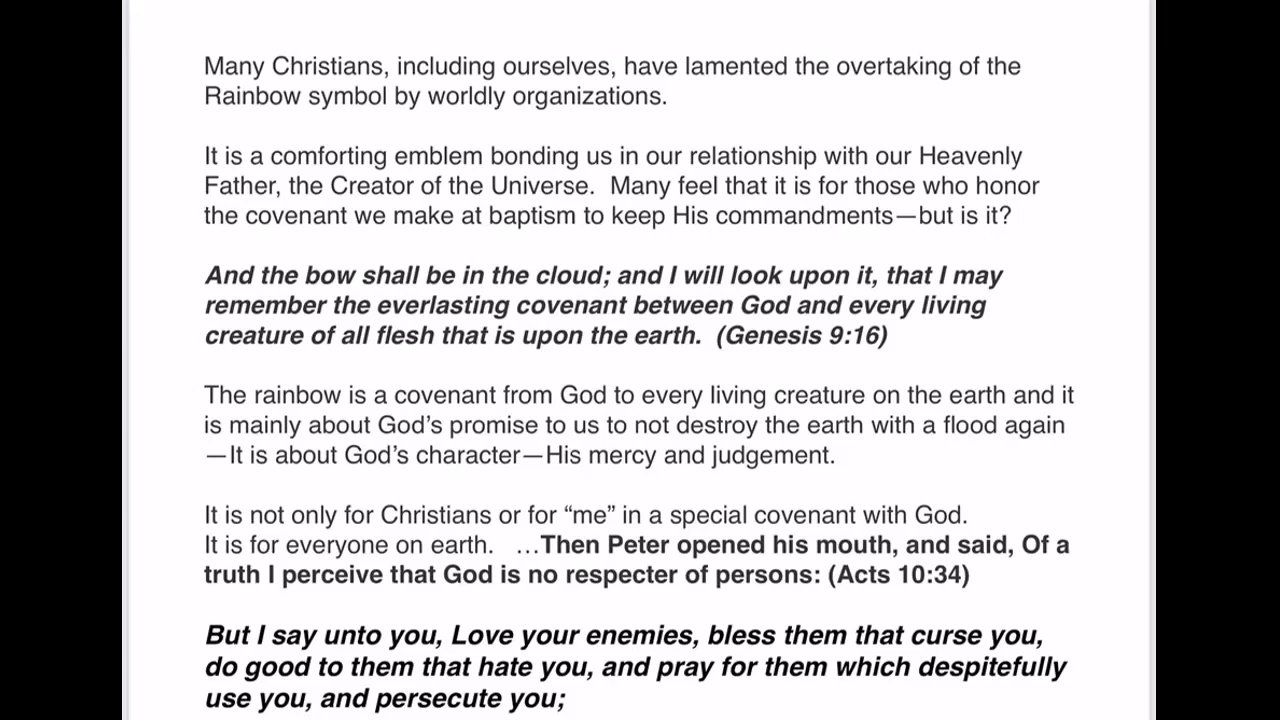 Many Christians, including ourselves, have lamented the overtaking of the
Rainbow symbol by worldly organizations.
It is a comforting emblem bonding us in our relationship with our Heavenly
Father, the Creator of the Universe.  Many feel that it is for those who honor
the covenant we make at baptism to keep His commandments—but is it?
And the bow shall be in the cloud; and I will look upon it, that I may
remember the everlasting covenant between God and every living
creature of all flesh that is upon the earth.  (Genesis 9:16)
The rainbow is a covenant from God to every living creature on the earth and it
is mainly about God’s promise to us to not destroy the earth with a flood again
—It is about God’s character—His mercy and judgement.
It is not only for Christians or for “me” in a special covenant with God.
It is for everyone on earth.   …Then Peter opened his mouth, and said, Of a
truth I perceive that God is no respecter of persons: (Acts 10:34)
But I say unto you, Love your enemies, bless them that curse you,
do good to them that hate you, and pray for them which despitefully
use you, and persecute you;